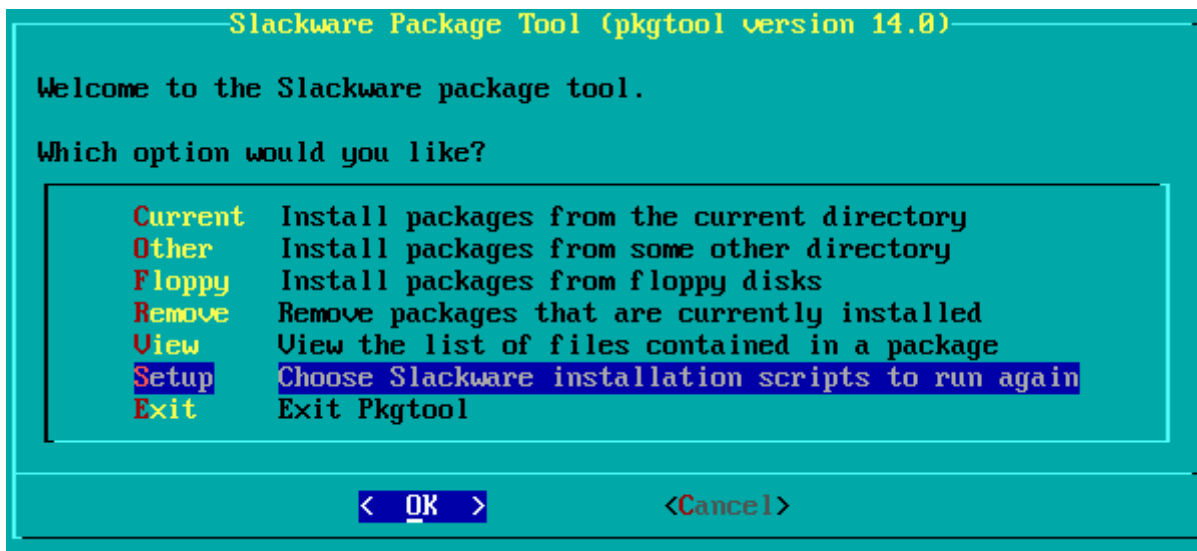 Slackware Package Tool (pkgtool version 14.0)
Welcome to the Slackware package tool.
Which option would you like?
Current Install packages from the current directory
Other Install packages from some other directory
Floppy Install packages from floppy disks
Remove Remove packages that are currently installed
View View the list of files contained in a package
Setup Choose Slackware installation scripts to run again
Exit Exit Pkgtool
< OK > <Cancel>